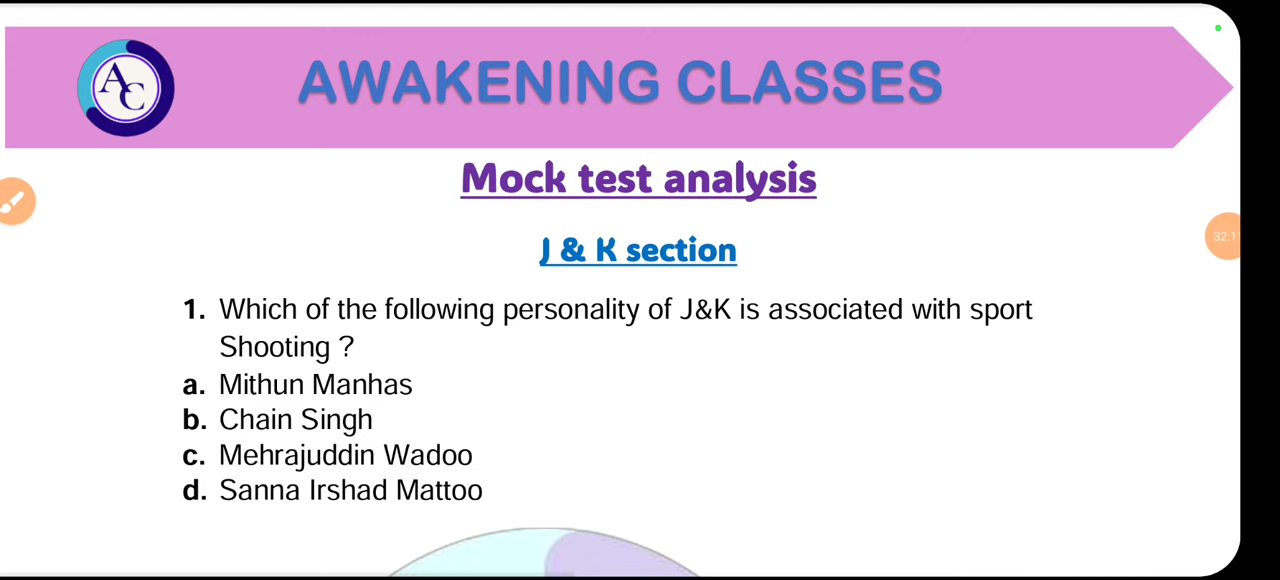 AC
AWAKENING CLASSES
Mock test analysis
J & K section
1. Which of the following personality of J&K is associated with sport
Shooting ?
a. Mithun Manhas
b. Chain Singh
c. Mehrajuddin Wadoo
d. Sanna Irshad Mattoo